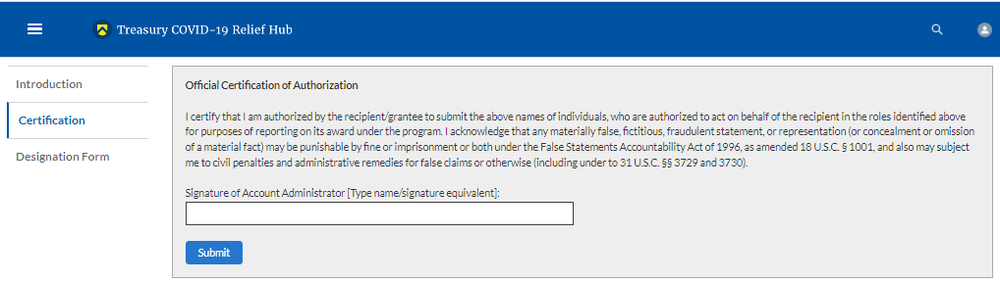 Treasury COVID-19 Relief Hub
Introduction
Certification
Designation Form
Official Certification of Authorization
I certify that I am authorized by the recipient/grantee to submit the above names of individuals, who are authorized to act on behalf of the recipient in the roles identified above
for purposes of reporting on its award under the program. I acknowledge that any materially false, fictitious, fraudulent statement, or representation (or concealment or omission
of a material fact) may be punishable by fine or imprisonment or both under the False Statements Accountability Act of 1996, as amended 18 U.S.C. § 1001, and also may subject
me to civil penalties and administrative remedies for false claims or otherwise (including under to 31 U.S.C. §§ 3729 and 3730).
Signature of Account Administrator [Type name/signature equivalent]:
Submit